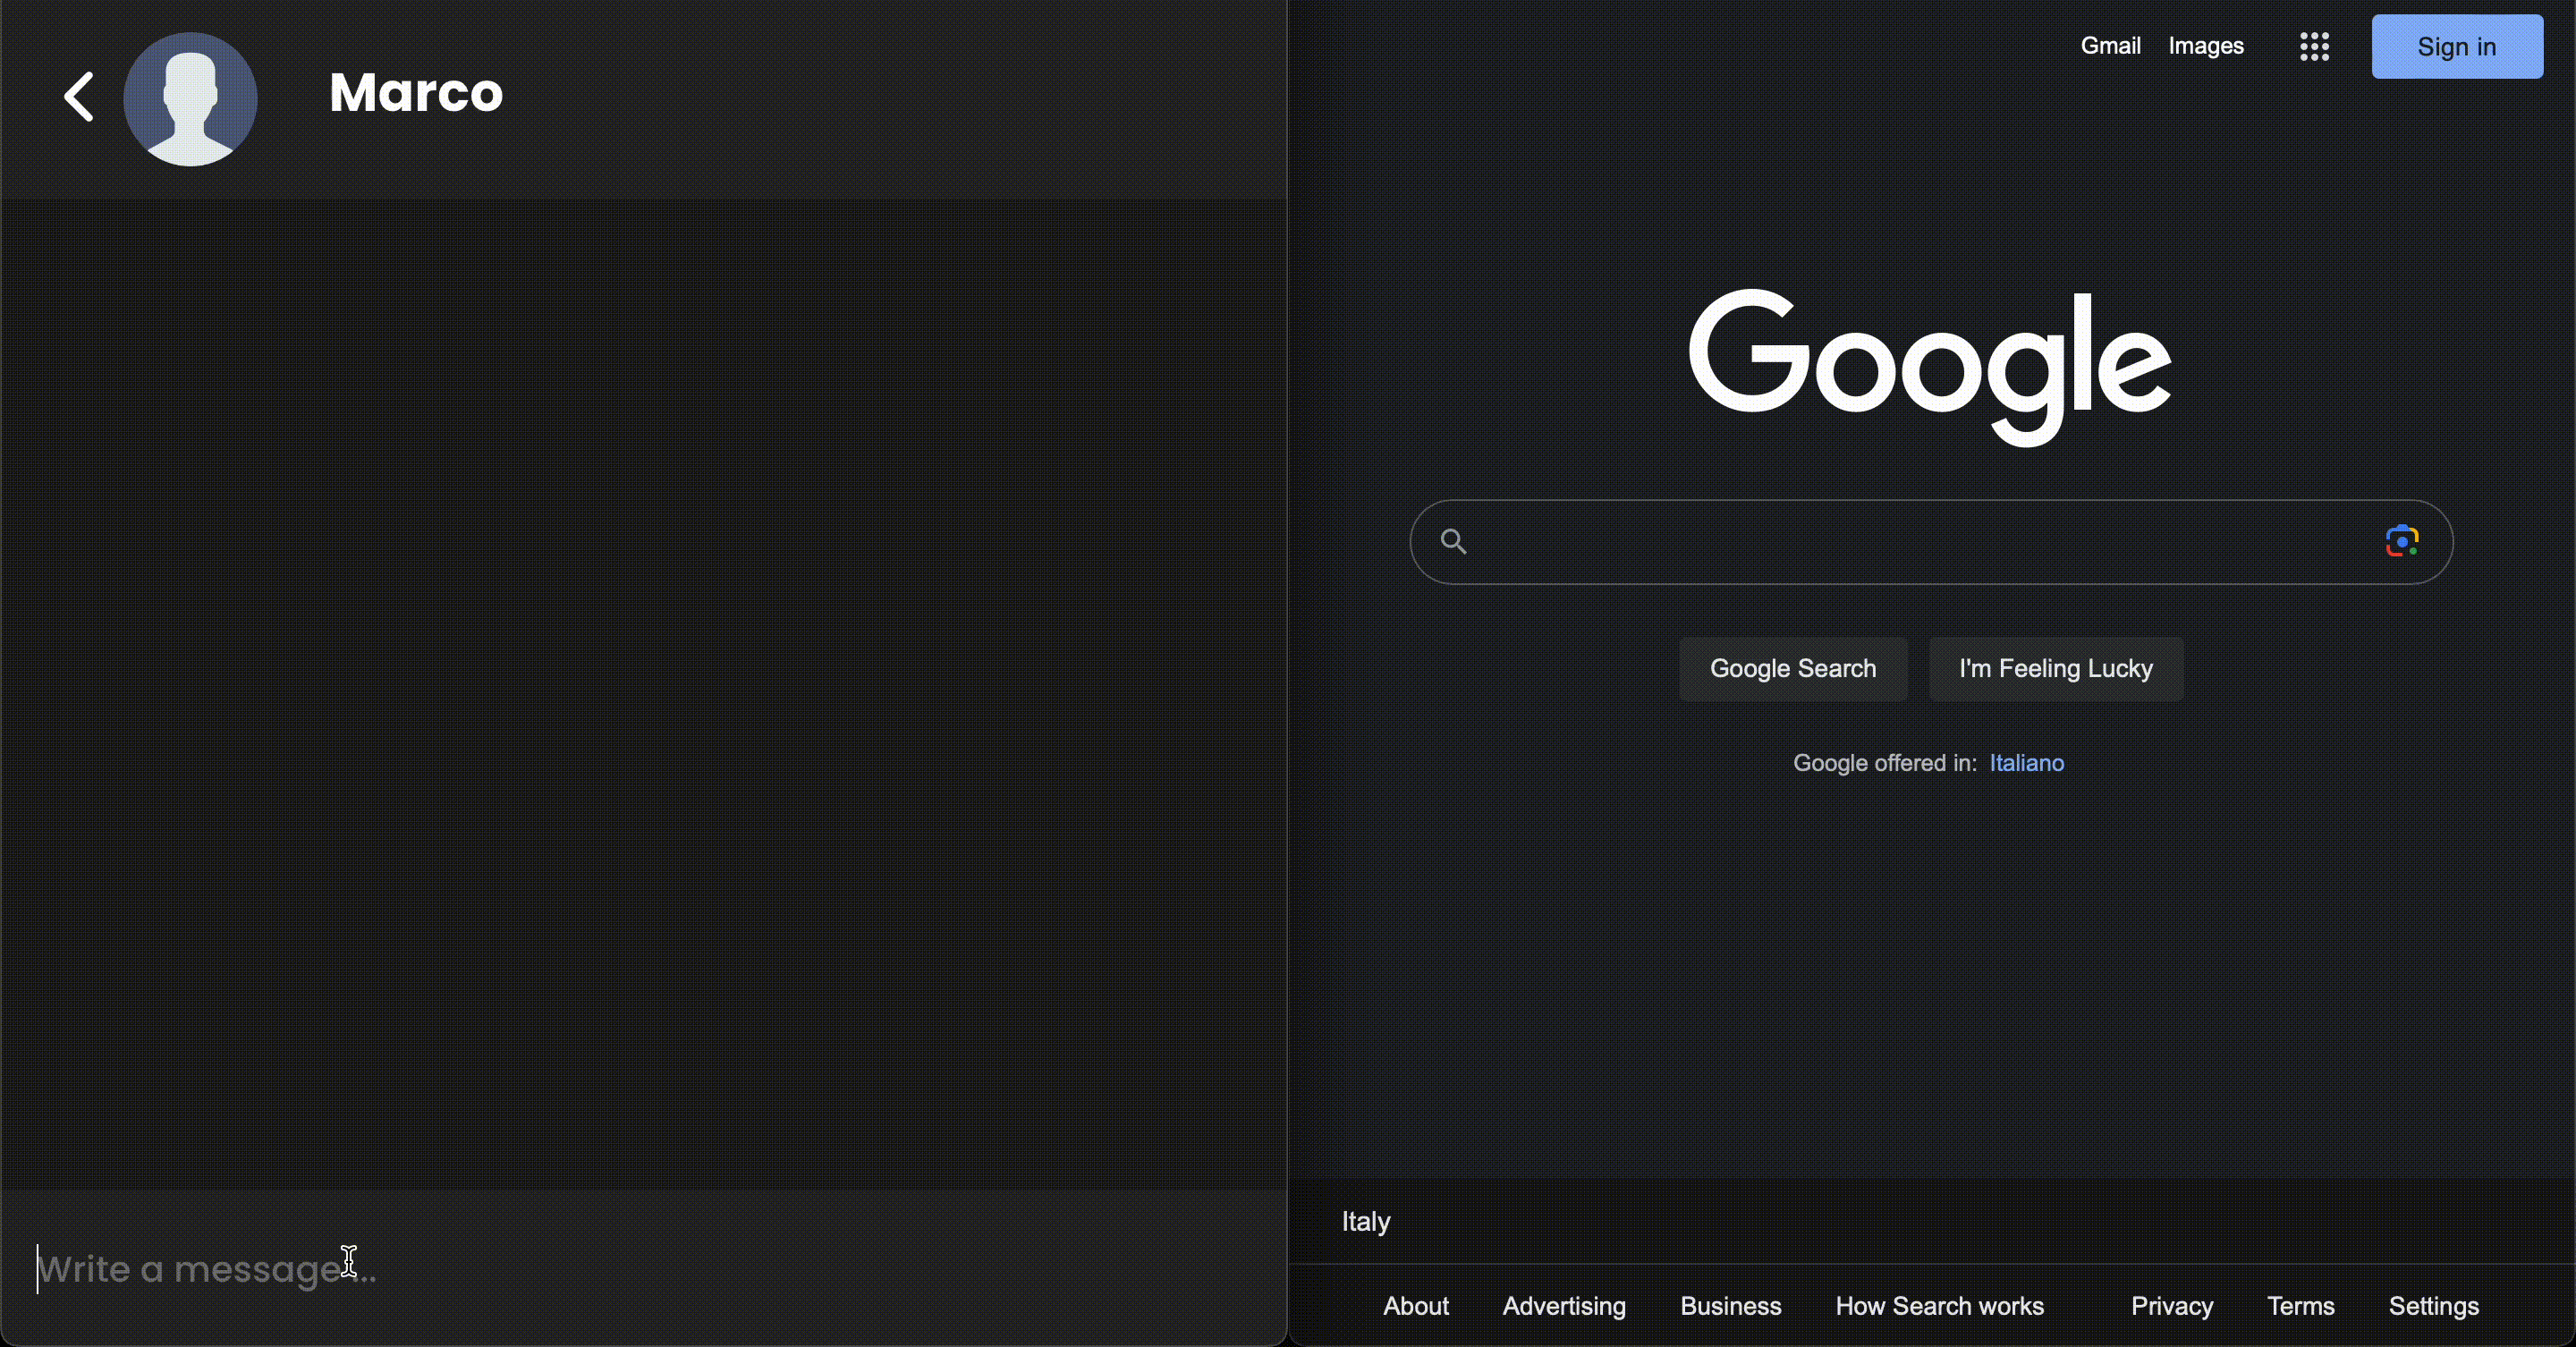 Marco
Write a message ...
Gmail Images Sign in
Google
Google Search I'm Feeling Lucky
Google offered in: Italiano
Italy
About Advertising Business How Search works Privacy Terms Settings